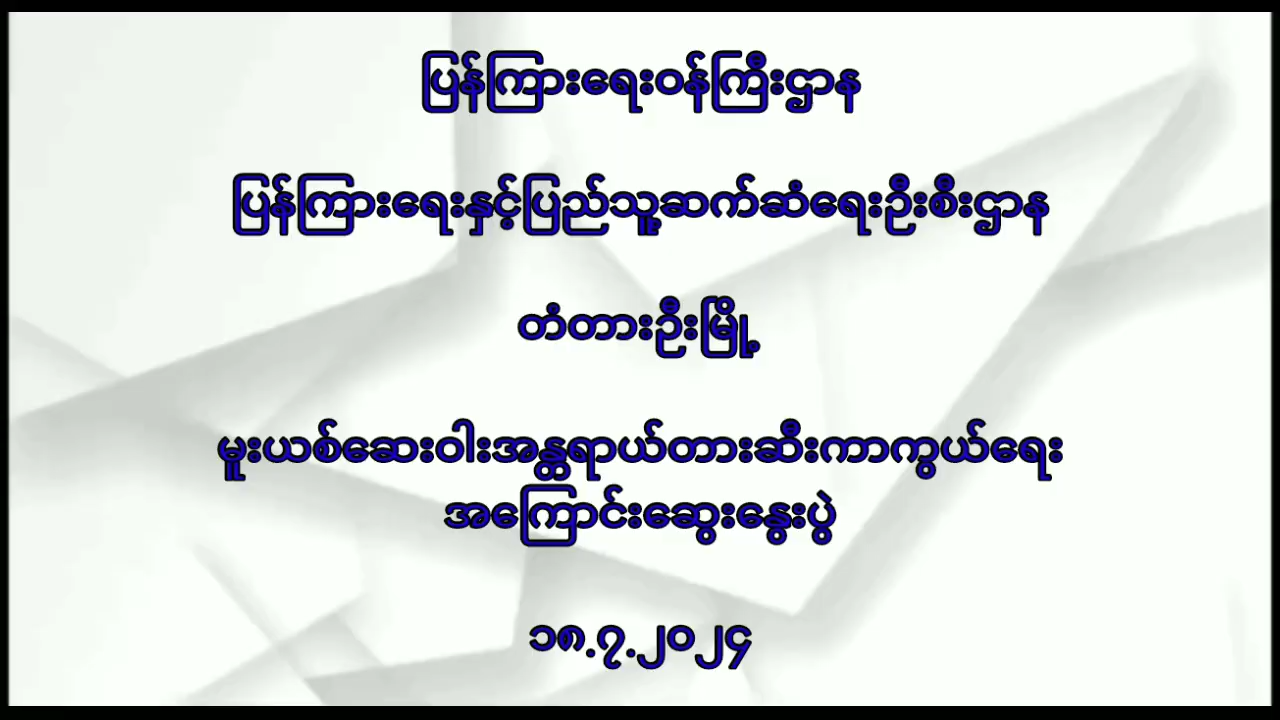 ပြန်ကြားရေးဝန်ကြီးဌာန
ပြန်ကြားရေးနှင့်ပြည်သူ့ဆက်ဆံရေးဦးစီးဌာန
တံတားဦးမြို့
မူးယစ်ဆေးဝါးအန္တရာယ်တားဆီးကာကွယ်ရေး
အကြောင်းဆွေးနွေးပွဲ
၁၈.၇.၂၀၂၄